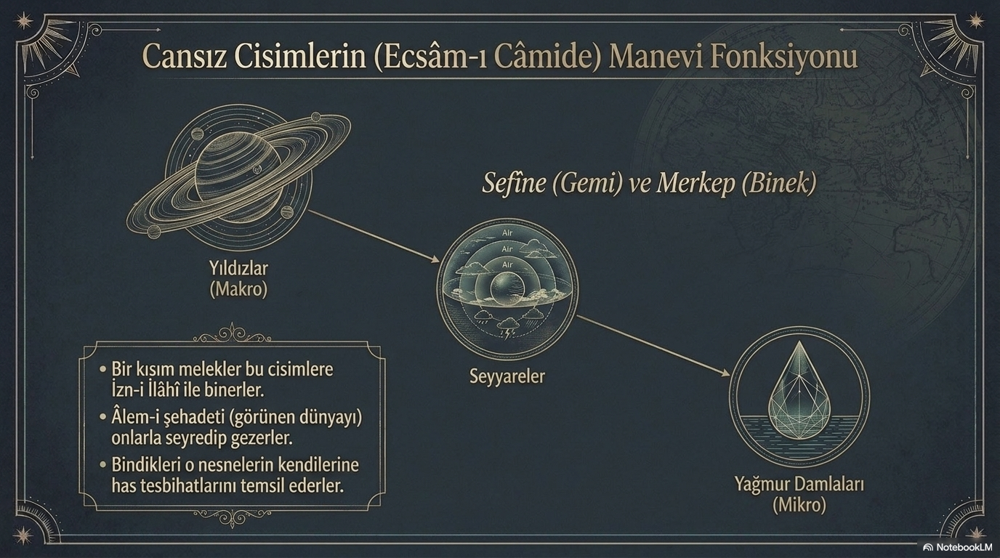 Cansız Cisimlerin (Ecsâm-ı Câmide) Manevi Fonksiyonu
Sefîne (Gemi) ve Merkep (Binek)
Yıldızlar
(Makro)
Air
Air
Air
Seyyareler
• Bir kısım melekler bu cisimlere
İzn-i İlâhî ile binerler.
• Âlem-i şehadeti (görünen dünyayı)
onlarla seyredip gezerler.
• Bindikleri o nesnelerin kendilerine
has tesbihatlarını temsil ederler.
Yağmur Damlaları
(Mikro)
NotebookLM